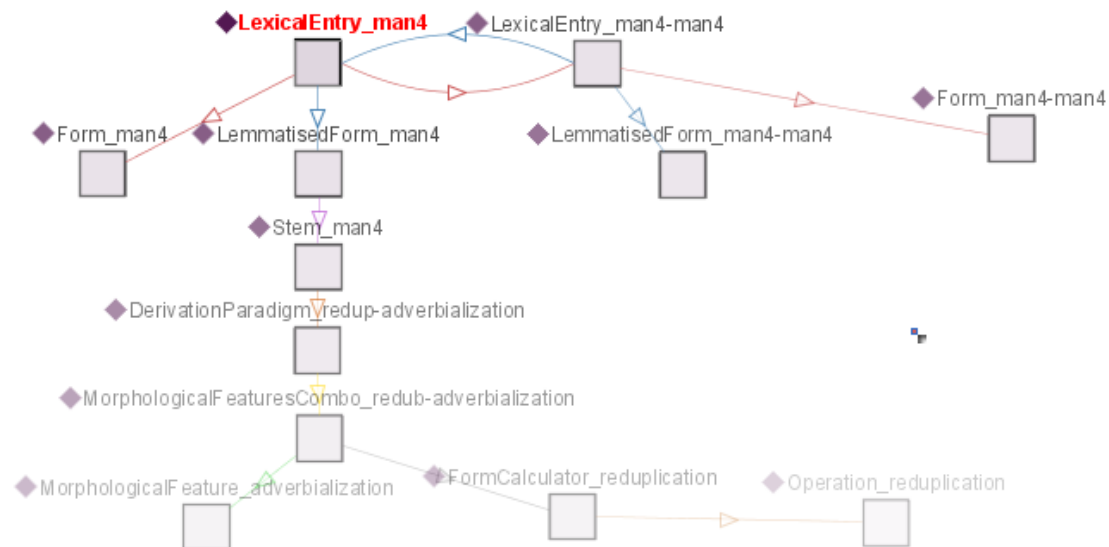 LexicalEntry_man4
LexicalEntry_man4-man4
Form_man4-man4
Form_man4
LemmatisedForm_man4
LemmatisedForm_man4-man4
Stem_man4
DerivationParadigm_redup-adverbialization
MorphologicalFeaturesCombo_redub-adverbialization
MorphologicalFeature_adverbialization
FormCalculator_reduplication
Operation_reduplication